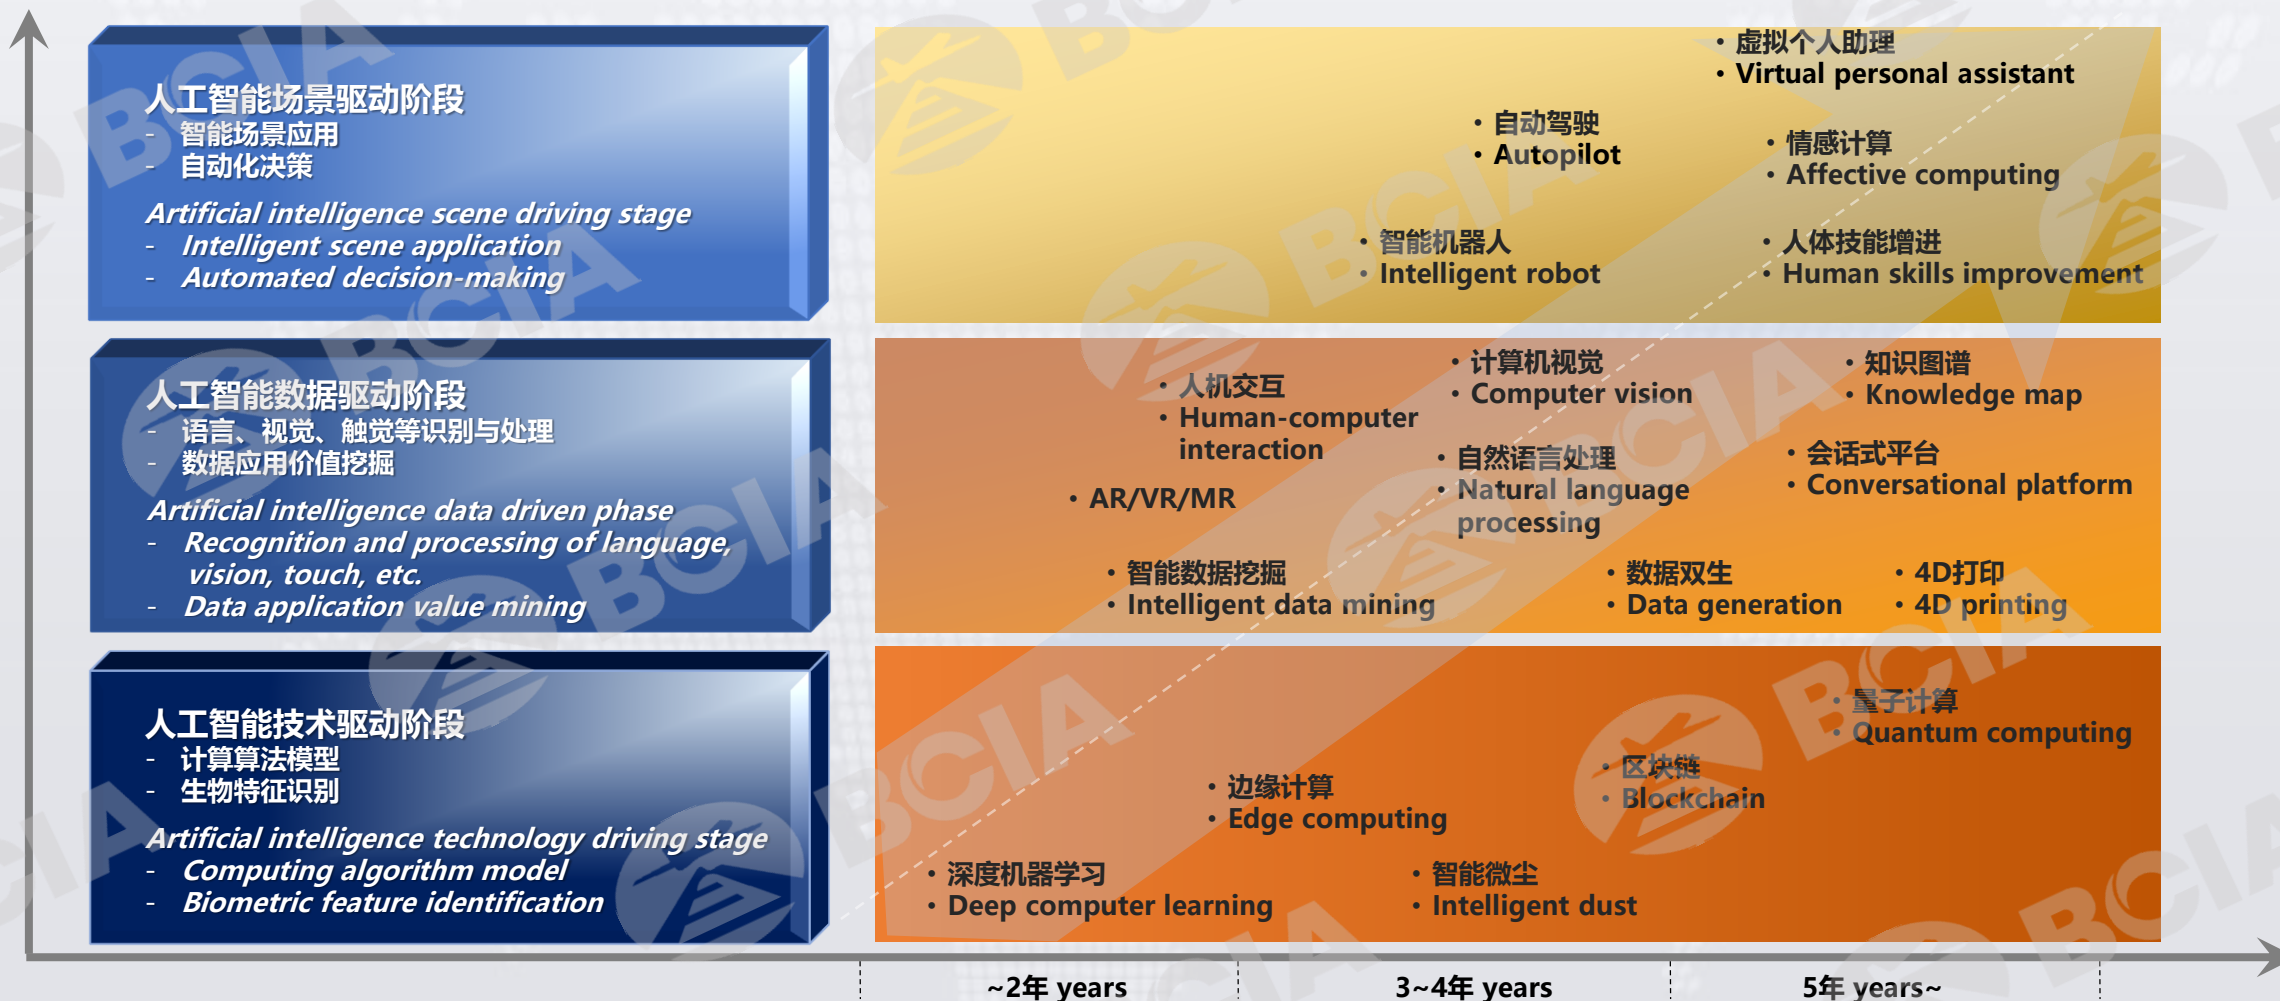 人工智能场景驱动阶段
- 智能场景应用
- 自动化决策
Artificial intelligence scene driving stage
- Intelligent scene application
- Automated decision-making
• 虚拟个人助理
• Virtual personal assistant
• 自动驾驶
• Autopilot
• 情感计算
• Affective computing
• 智能机器人
• Intelligent robot
• 人体技能增进
• Human skills improvement
人工智能数据驱动阶段
- 语言、视觉、触觉等识别与处理
- 数据应用价值挖掘
Artificial intelligence data driven phase
- Recognition and processing of language,
vision, touch, etc.
- Data application value mining
• 人机交互
• Human-computer
interaction
• 计算机视觉
• Computer vision
• 知识图谱
• Knowledge map
• AR/VR/MR
• 自然语言处理
• Natural language
processing
• 会话式平台
• Conversational platform
• 智能数据挖掘
• Intelligent data mining
• 数据双生
• Data generation
• 4D打印
• 4D printing
人工智能技术驱动阶段
- 计算算法模型
- 生物特征识别
Artificial intelligence technology driving stage
- Computing algorithm model
- Biometric feature identification
• 量子计算
• Quantum computing
• 区块链
• Blockchain
• 边缘计算
• Edge computing
• 深度机器学习
• Deep computer learning
• 智能微尘
• Intelligent dust
~2年 years
3~4年 years
5年 years~
BCIA
BCIA
BCIA
BCIA
BCIA
BCIA
BCIA
BCIA
BCIA